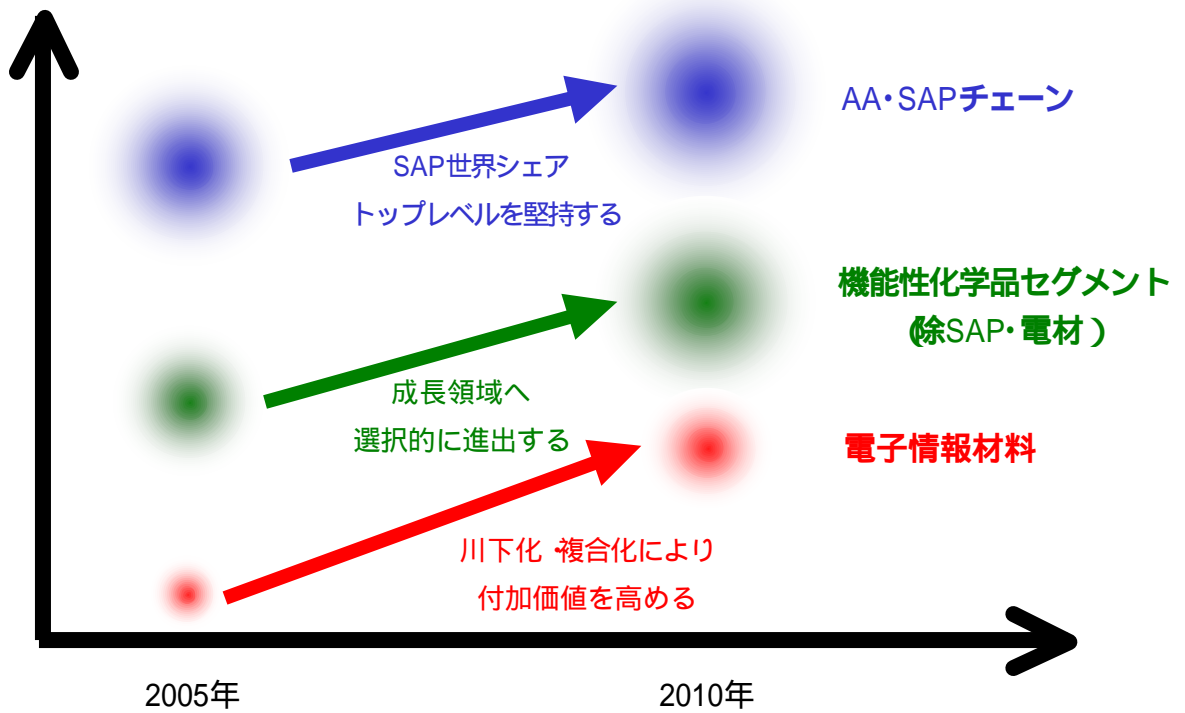 AA・SAPチェーン
SAP世界シェア
トップレベルを堅持する
機能性化学品セグメント
(除SAP・電材）
成長領域へ
選択的に進出する
電子情報材料
川下化・複合化により
付加価値を高める
2005年
2010年